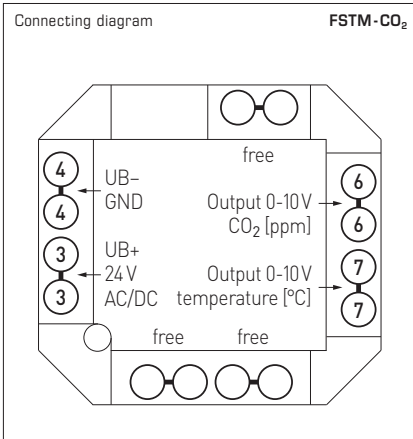 Connecting diagram FSTM-CO₂
free
4
4
UB–
GND
3
3
UB+
24 V
AC/DC
6
6
Output 0-10 V
CO₂ [ppm]
7
7
Output 0-10 V
temperature [°C]
free free